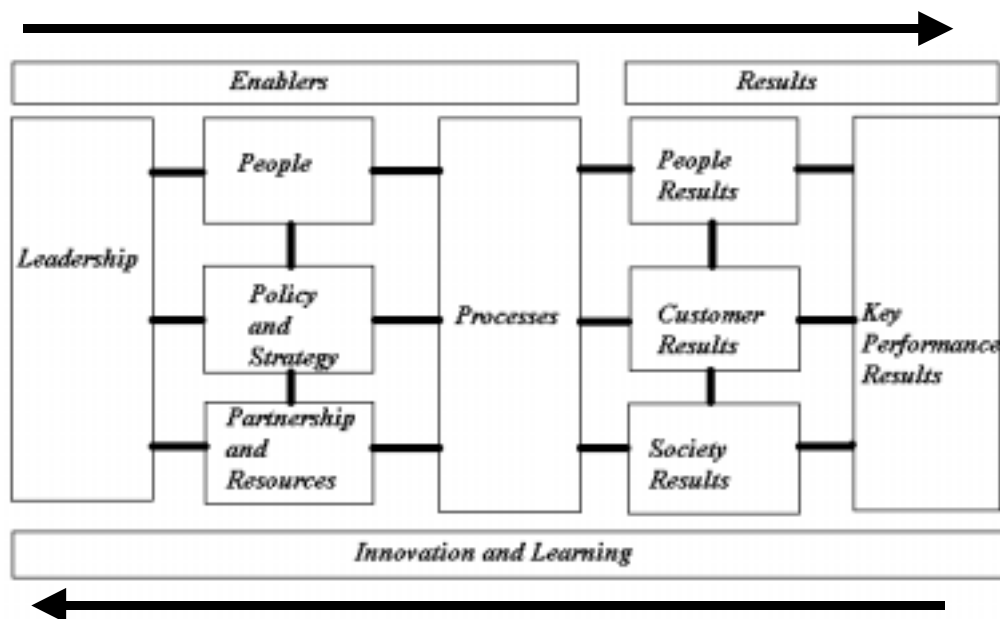 Enablers
Results
Leadership
People
Policy
and
Strategy
Partnership
and
Resources
Processes
People
Results
Customer
Results
Society
Results
Key
Performance
Results
Innovation and Learning